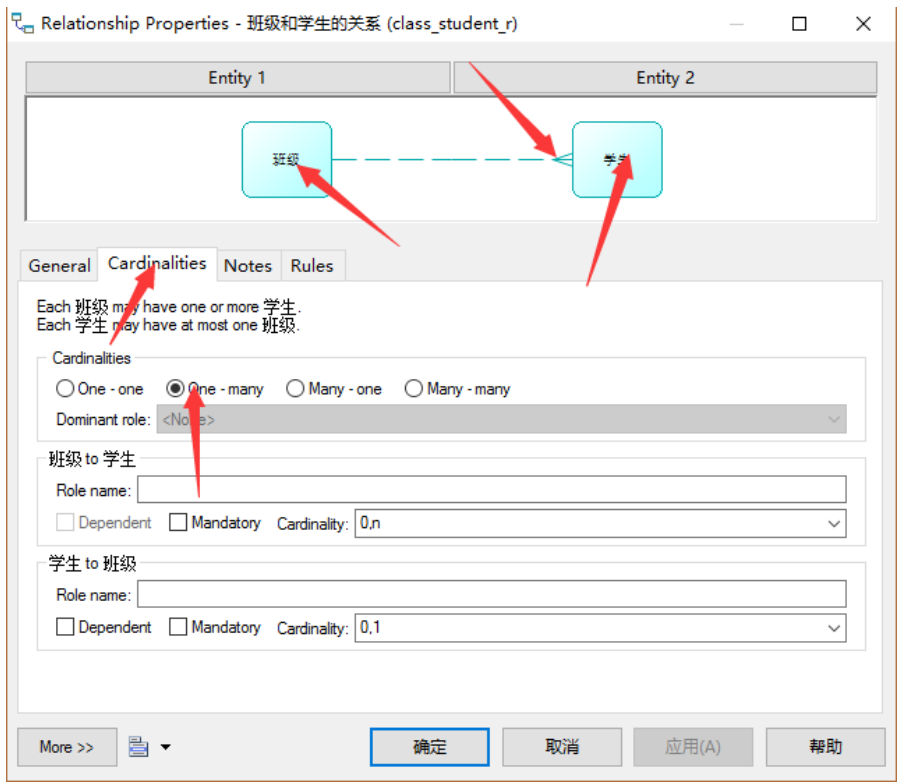 Relationship Properties - 班级和学生的关系 (class_student_r)
Entity 1 Entity 2
班级 学生
General Cardinalities Notes Rules
Each 班级 may have one or more 学生.
Each 学生 may have at most one 班级.
Cardinalities
One - one One - many Many - one Many - many
Dominant role: <None>
班级 to 学生
Role name:
Dependent Mandatory Cardinality: 0,n
学生 to 班级
Role name:
Dependent Mandatory Cardinality: 0,1
More >> 确定 取消 应用(A) 帮助